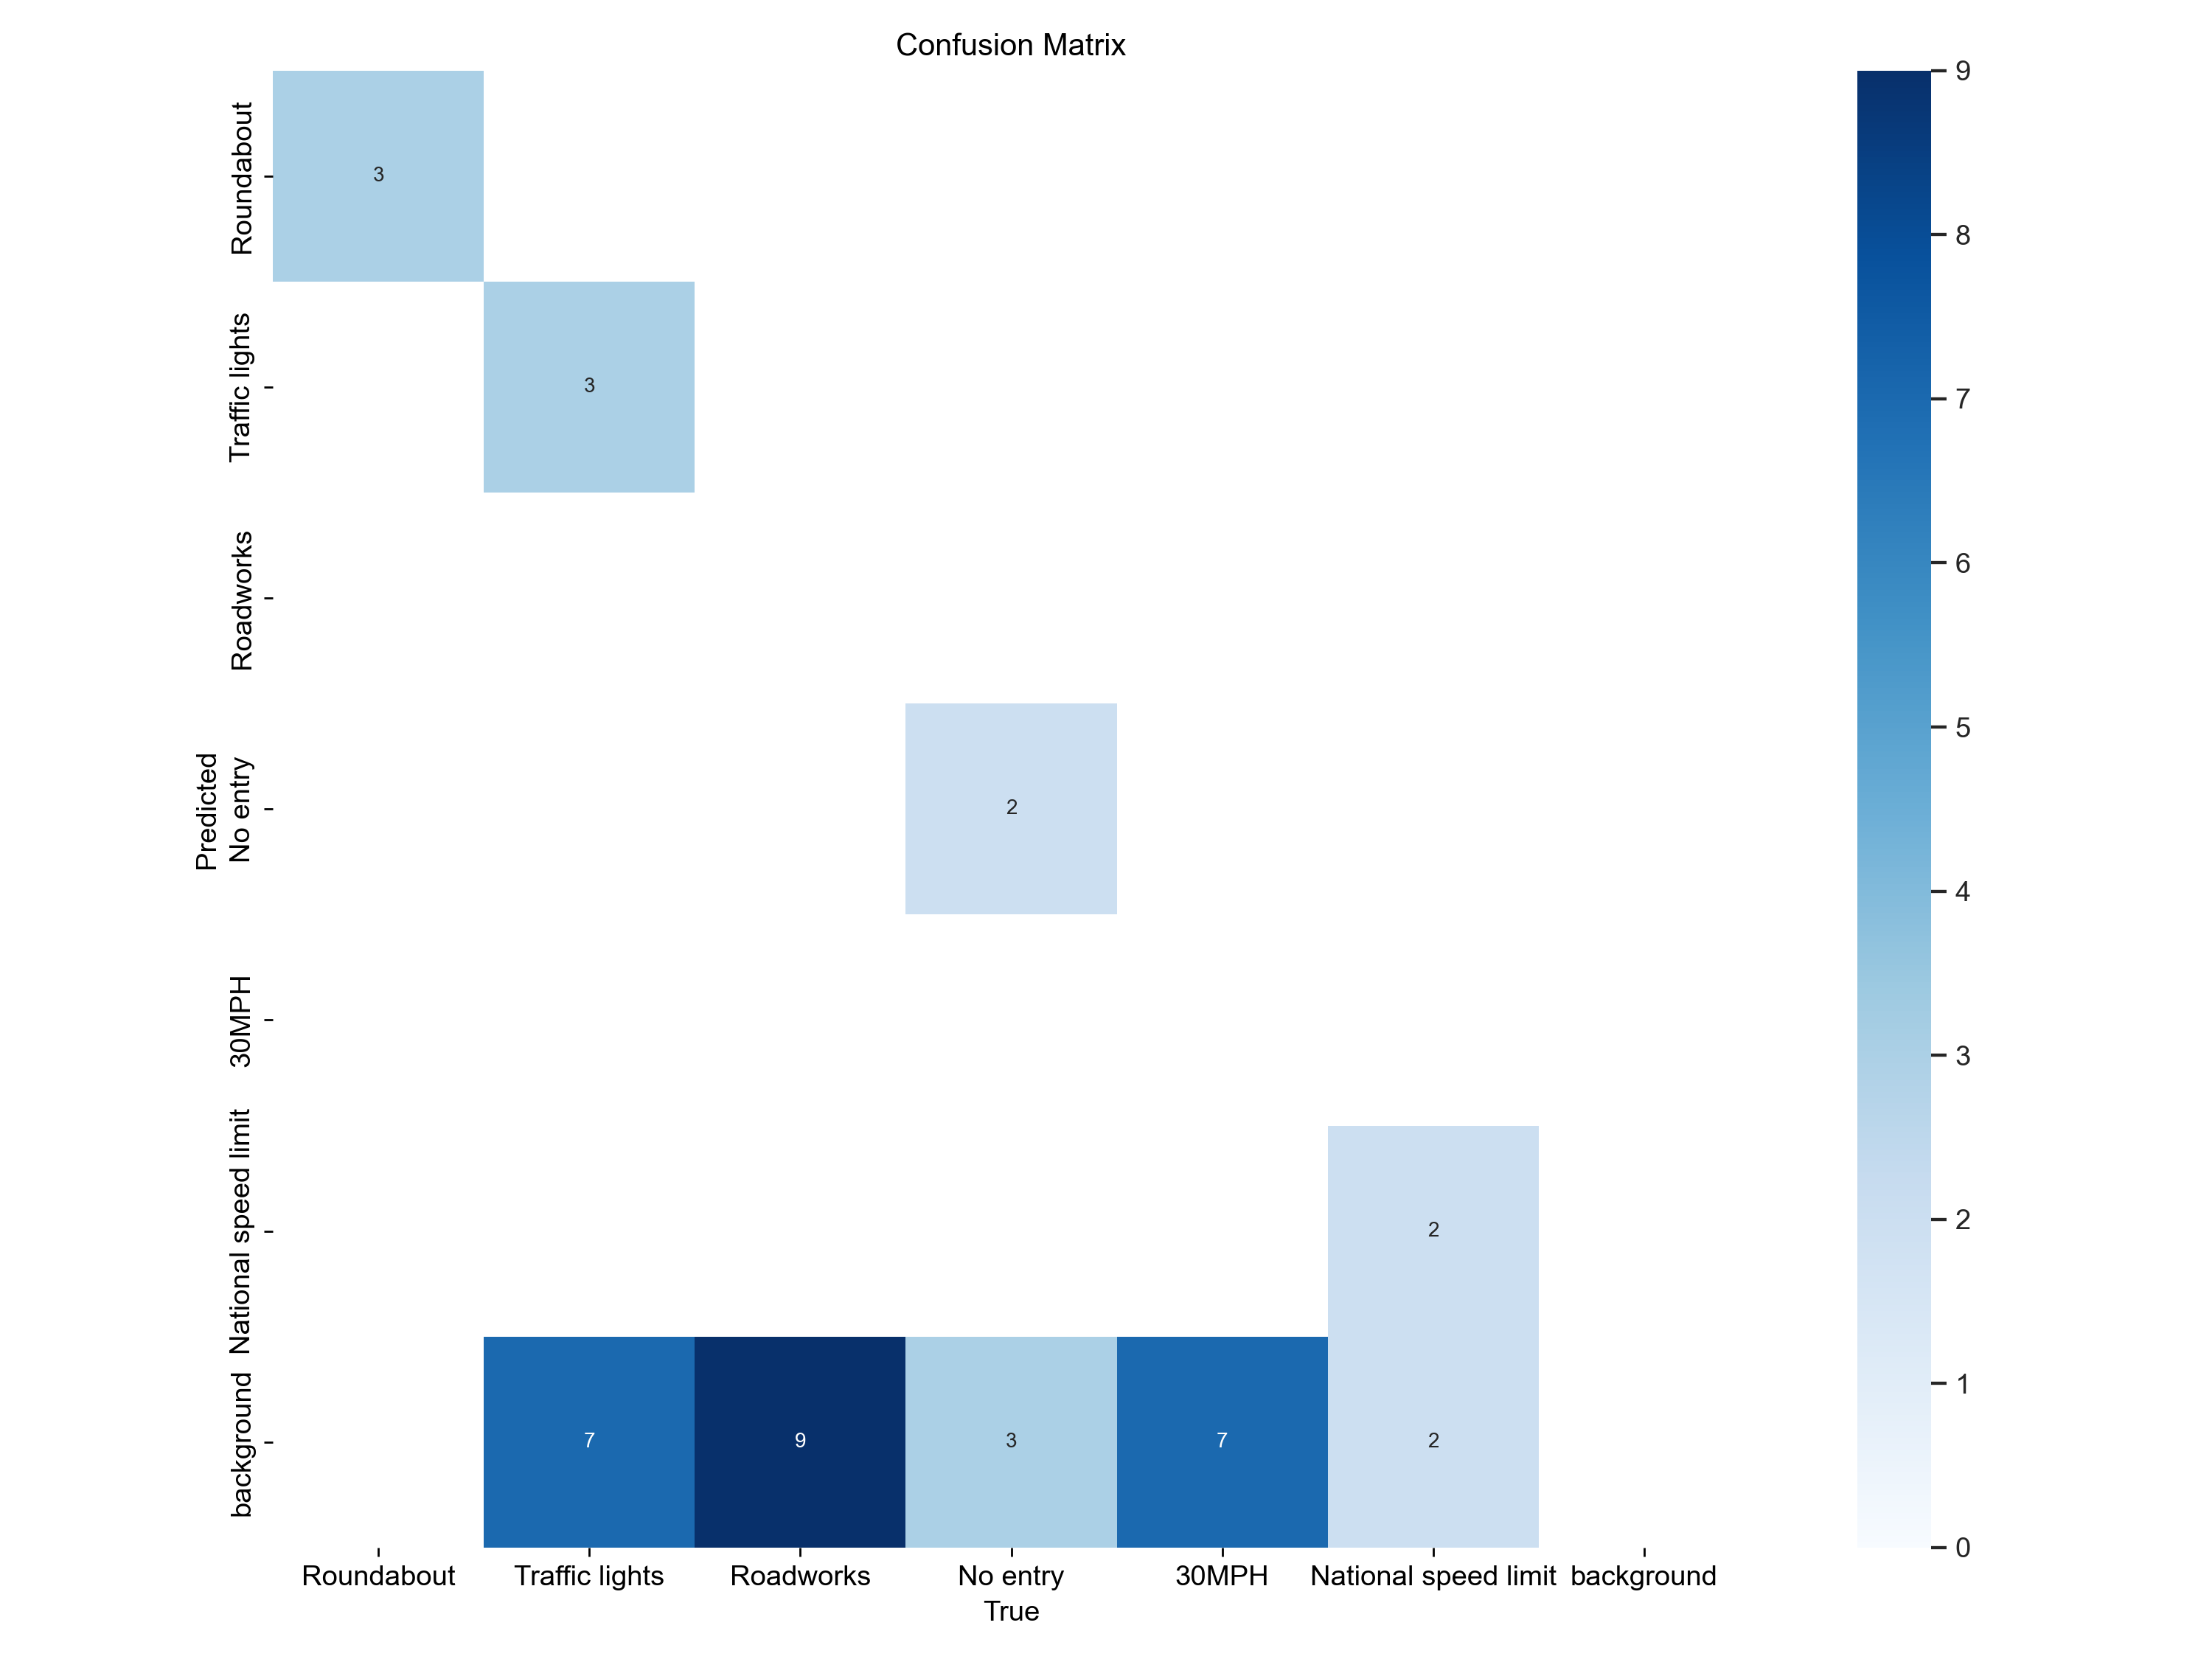 Confusion Matrix
Predicted
Roundabout
3
Traffic lights
3
Roadworks
No entry
2
30MPH
National speed limit
2
background
7 9 3 7 2
Roundabout Traffic lights Roadworks No entry 30MPH National speed limit background
True
9
8
7
6
5
4
3
2
1
0